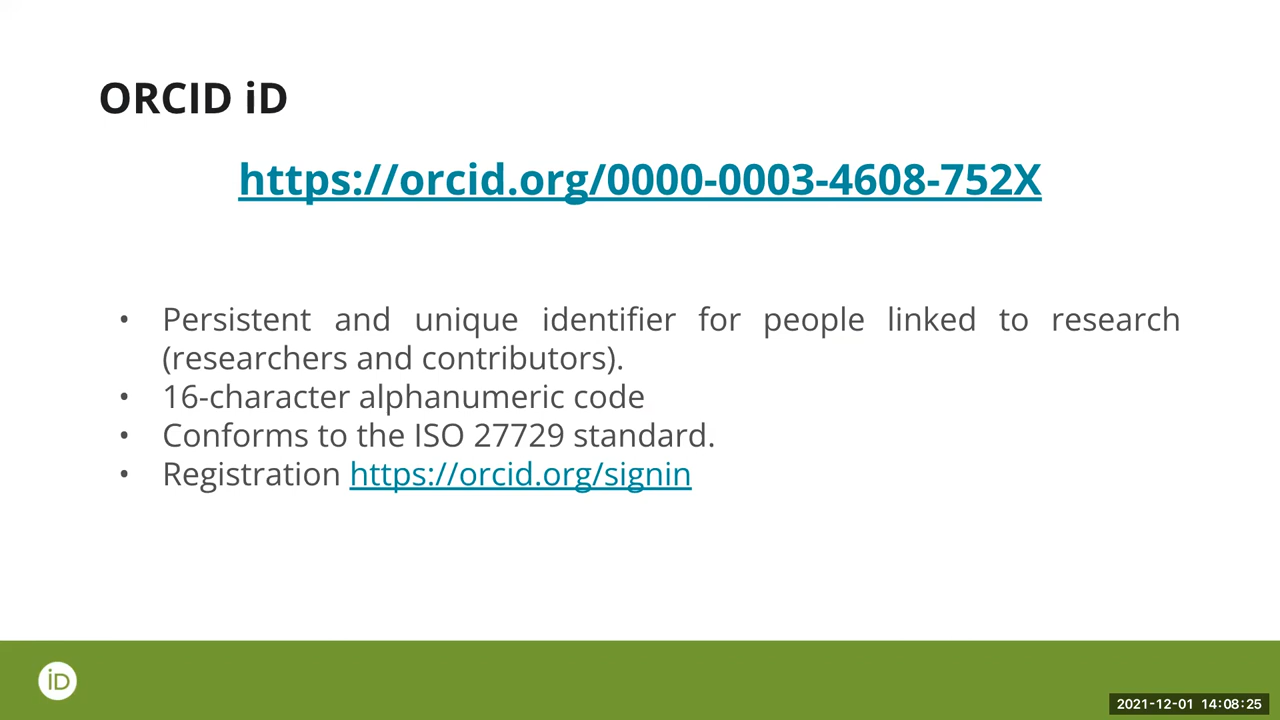 ORCID iD
https://orcid.org/0000-0003-4608-752X
• Persistent and unique identifier for people linked to research
(researchers and contributors).
• 16-character alphanumeric code
• Conforms to the ISO 27729 standard.
• Registration https://orcid.org/signin
iD
2021-12-01 14:08:25